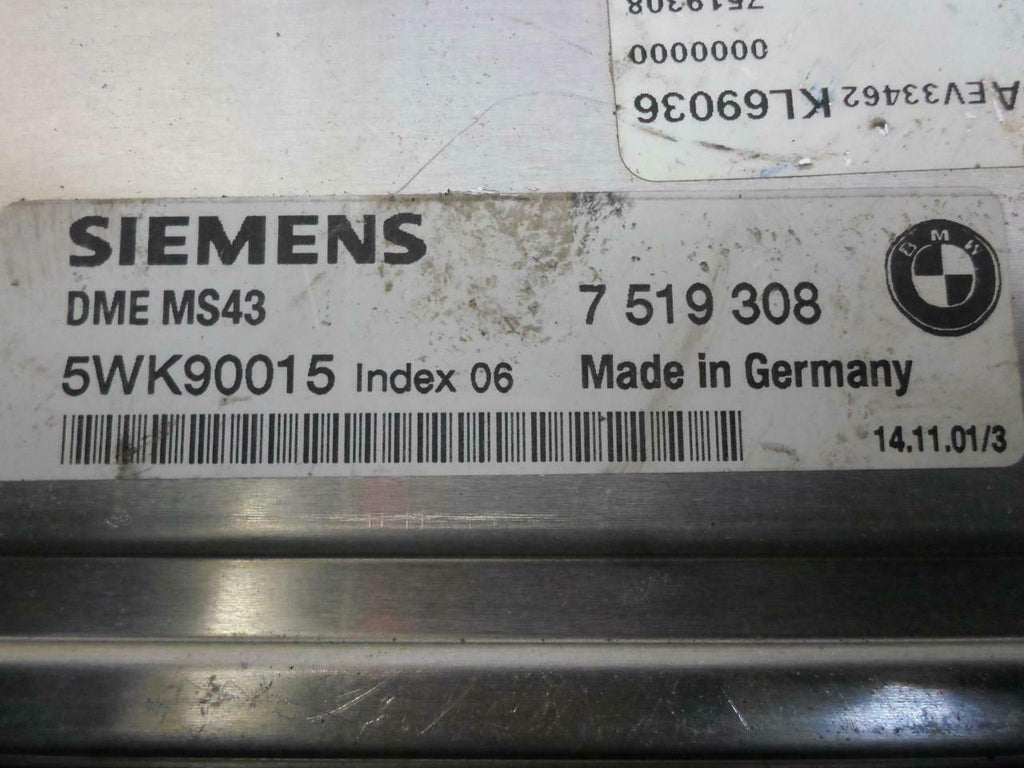 7519308
0000000
AEV33462 KL69036
SIEMENS
BMW
DME MS43 7 519 308
5WK90015 Index 06 Made in Germany
14.11.01/3